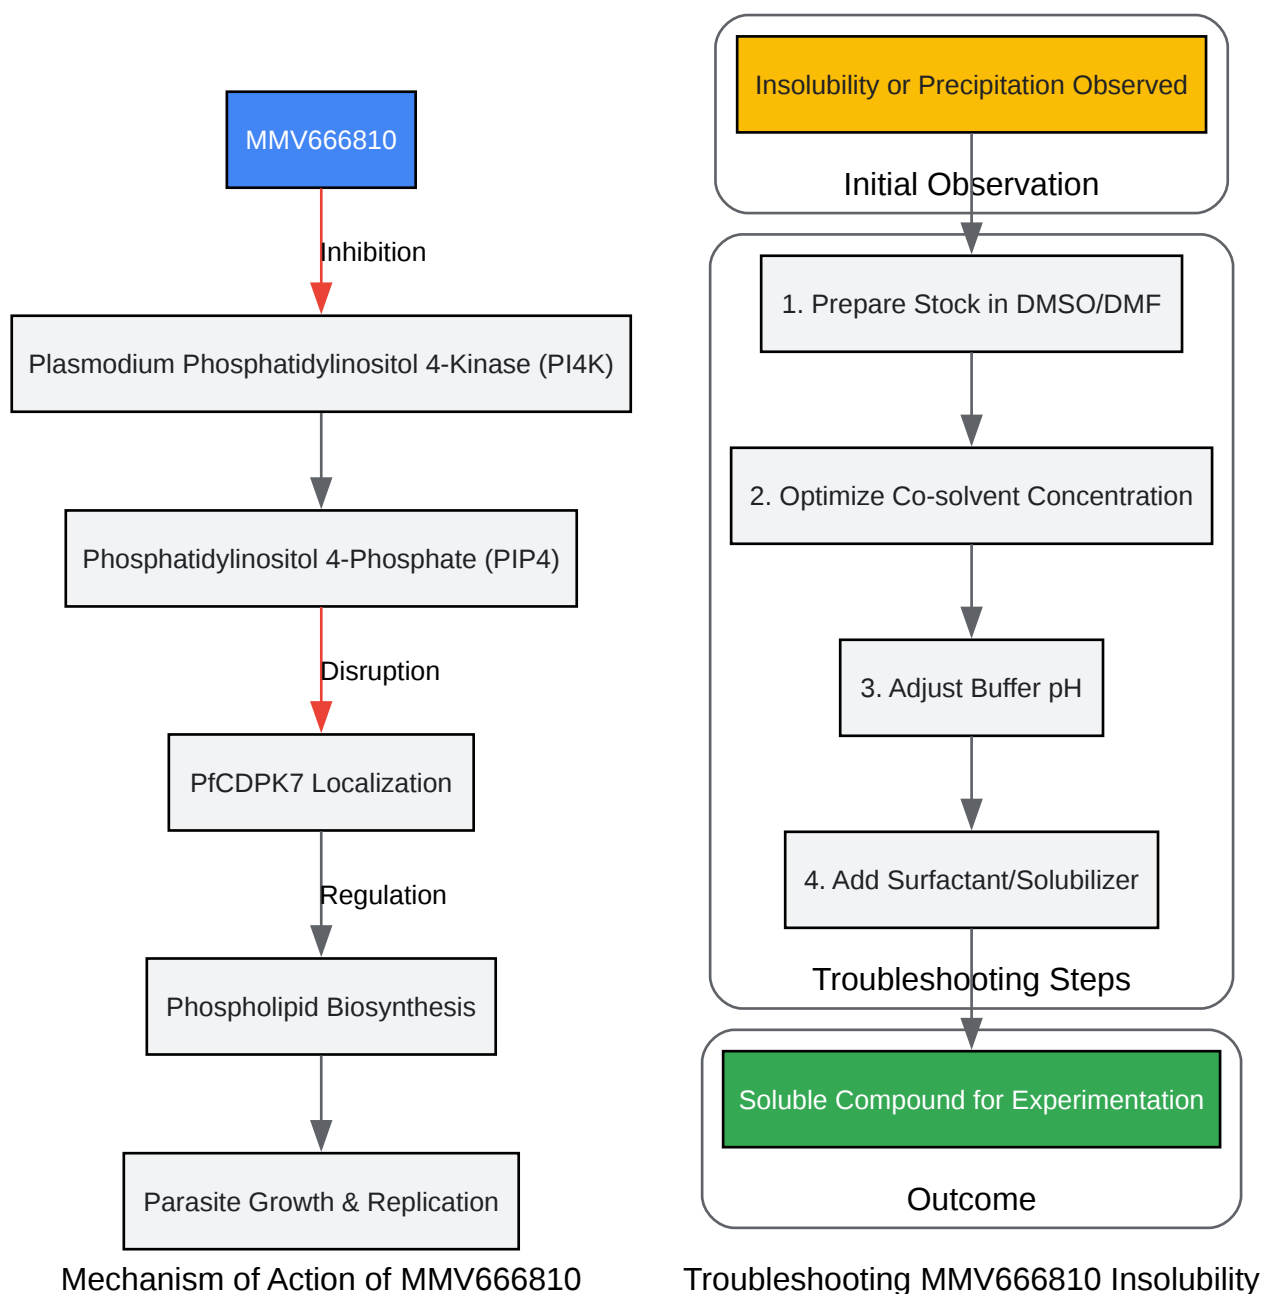 MMV666810
Inhibition
Plasmodium Phosphatidylinositol 4-Kinase (PI4K)
Phosphatidylinositol 4-Phosphate (PIP4)
Disruption
PfCDPK7 Localization
Regulation
Phospholipid Biosynthesis
Parasite Growth & Replication
Mechanism of Action of MMV666810
Insolubility or Precipitation Observed
Initial Observation
1. Prepare Stock in DMSO/DMF
2. Optimize Co-solvent Concentration
3. Adjust Buffer pH
4. Add Surfactant/Solubilizer
Troubleshooting Steps
Soluble Compound for Experimentation
Outcome
Troubleshooting MMV666810 Insolubility